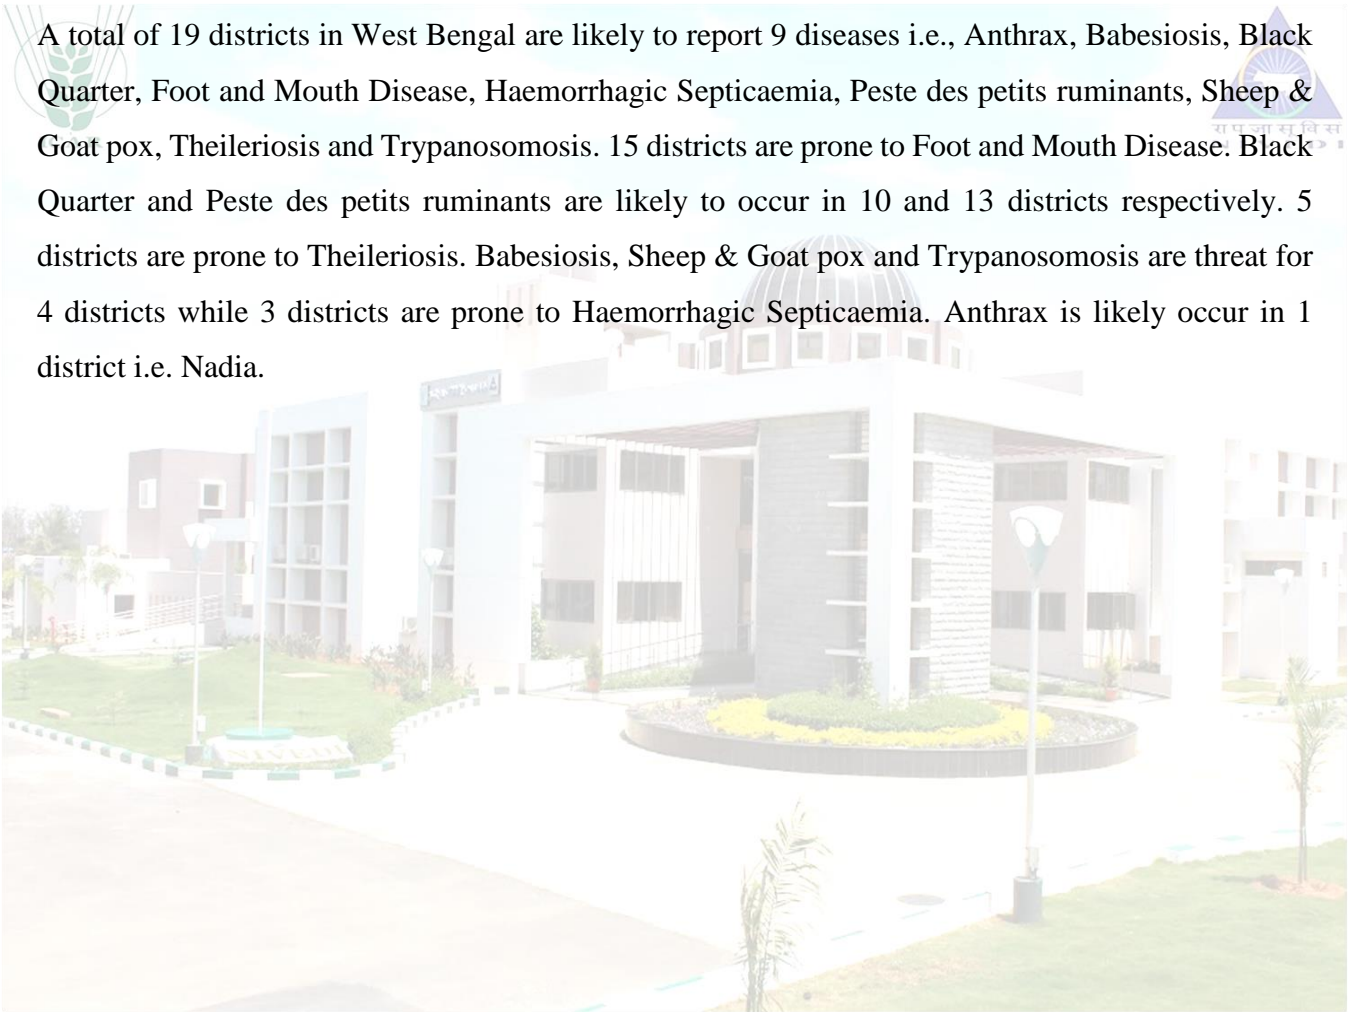 A total of 19 districts in West Bengal are likely to report 9 diseases i.e., Anthrax, Babesiosis, Black
Quarter, Foot and Mouth Disease, Haemorrhagic Septicaemia, Peste des petits ruminants, Sheep &
Goat pox, Theileriosis and Trypanosomosis. 15 districts are prone to Foot and Mouth Disease. Black
Quarter and Peste des petits ruminants are likely to occur in 10 and 13 districts respectively. 5
districts are prone to Theileriosis. Babesiosis, Sheep & Goat pox and Trypanosomosis are threat for
4 districts while 3 districts are prone to Haemorrhagic Septicaemia. Anthrax is likely occur in 1
district i.e. Nadia.
रा प जा सू वि सं
NIVEDI